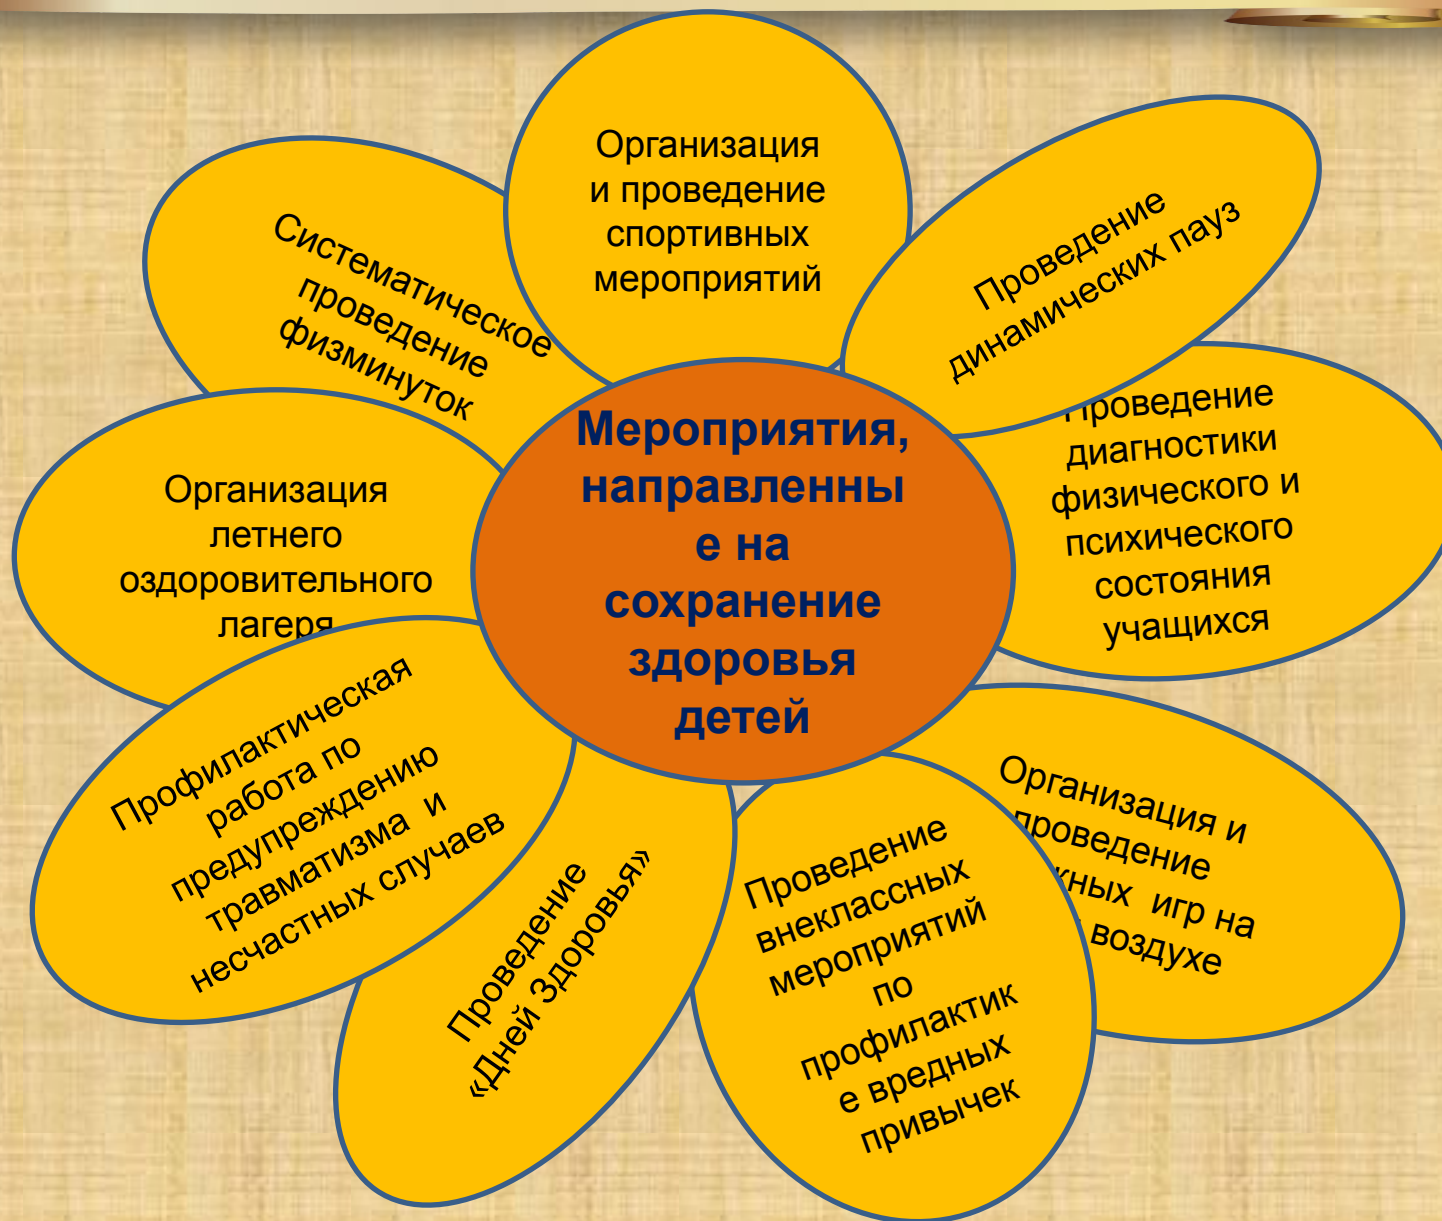 Организация
и проведение
спортивных
мероприятий
Проведение
динамических пауз
Проведение
диагностики
физического и
психического
состояния
учащихся
Организация и
проведение
игр на
воздухе
Проведение
внеклассных
мероприятий
по
профилактик
е вредных
привычек
Проведение
«Дней Здоровья»
Профилактическая
работа по
предупреждению
травматизма и
несчастных случаев
Организация
летнего
оздоровительного
лагеря
Систематическое
проведение
физминуток
Мероприятия,
направленны
е на
сохранение
здоровья
детей